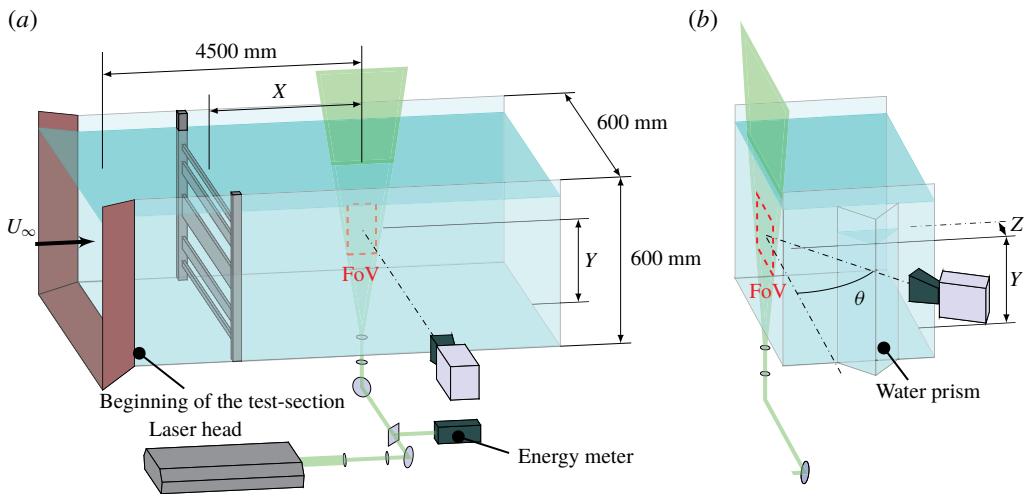 (a)
4500 mm
X
600 mm
U∞
Y
600 mm
FoV
Beginning of the test-section
Laser head
Energy meter
(b)
Z
Y
FoV
θ
Water prism